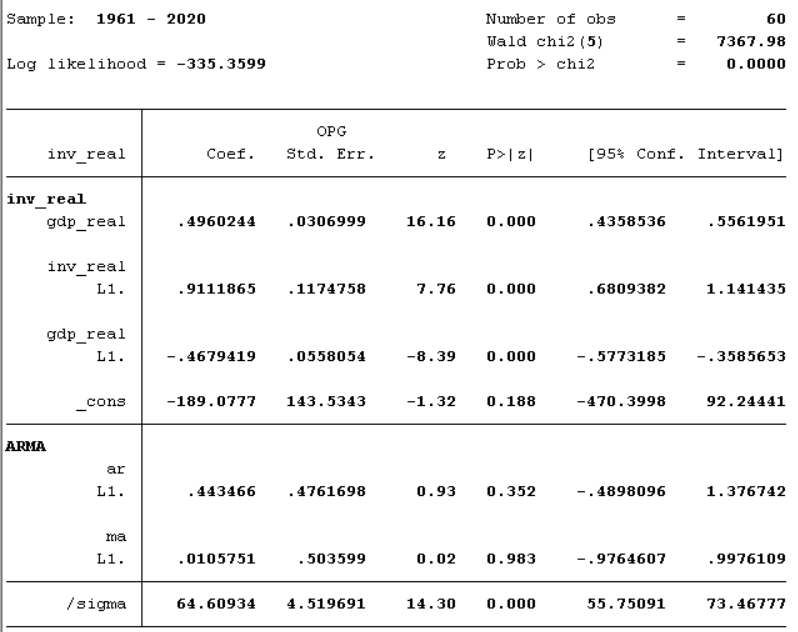 Sample: 1961 - 2020 Number of obs = 60
Wald chi2(5) = 7367.98
Log likelihood = -335.3599 Prob > chi2 = 0.0000
OPG
inv_real Coef. Std. Err. z P>|z| [95% Conf. Interval]
inv_real
gdp_real .4960244 .0306999 16.16 0.000 .4358536 .5561951
inv_real
L1. .9111865 .1174758 7.76 0.000 .6809382 1.141435
gdp_real
L1. -.4679419 .0558054 -8.39 0.000 -.5773185 -.3585653
_cons -189.0777 143.5343 -1.32 0.188 -470.3998 92.24441
ARMA
ar
L1. .443466 .4761698 0.93 0.352 -.4898096 1.376742
ma
L1. .0105751 .503599 0.02 0.983 -.9764607 .9976109
/sigma 64.60934 4.519691 14.30 0.000 55.75091 73.46777